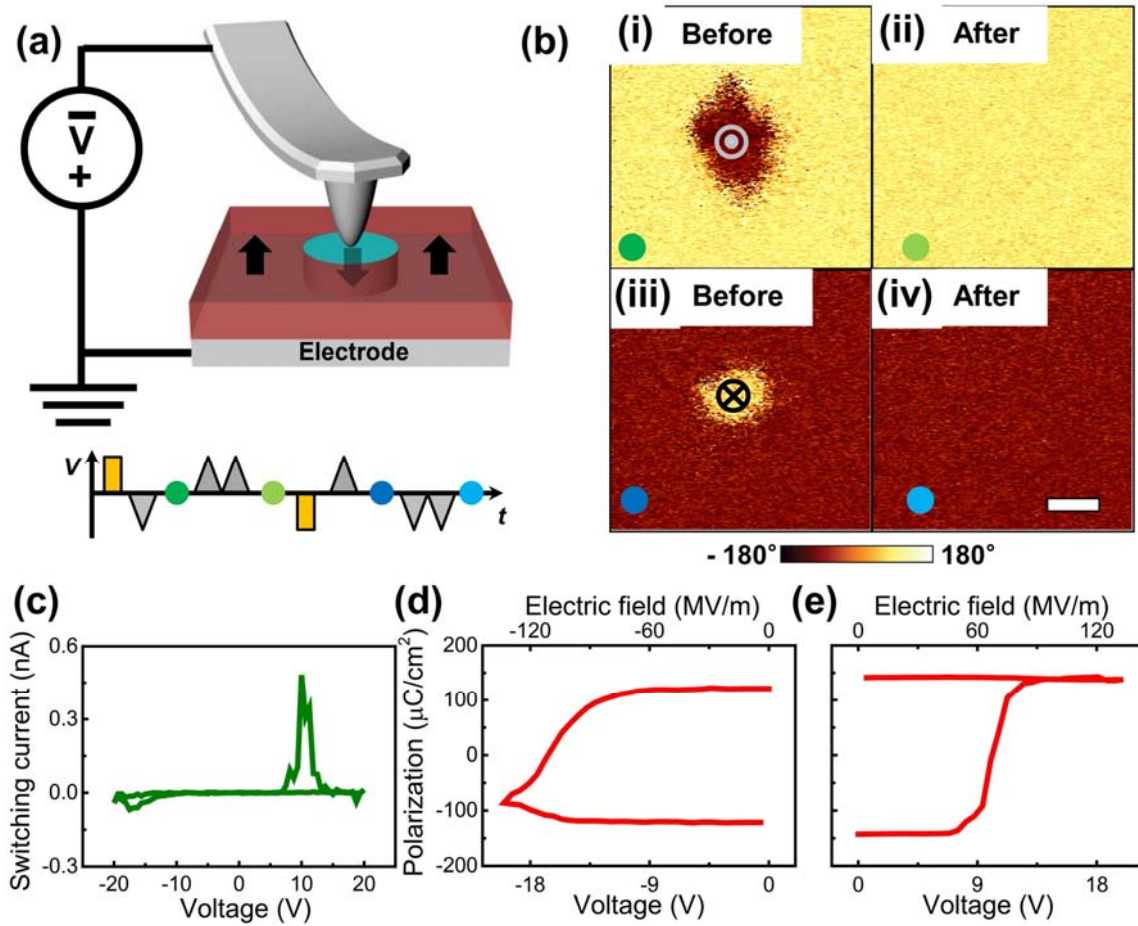 (a)
V
+
Electrode
V
t
(b)
(i) Before
(ii) After
(iii) Before
(iv) After
- 180° 180°
(c)
Switching current (nA)
0.6
0.3
0.0
-0.3
-20 -10 0 10 20
Voltage (V)
(d)
Electric field (MV/m)
-120 -60 0
Polarization (μC/cm²)
200
100
0
-100
-200
-18 -9 0
Voltage (V)
(e)
Electric field (MV/m)
0 60 120
0 9 18
Voltage (V)